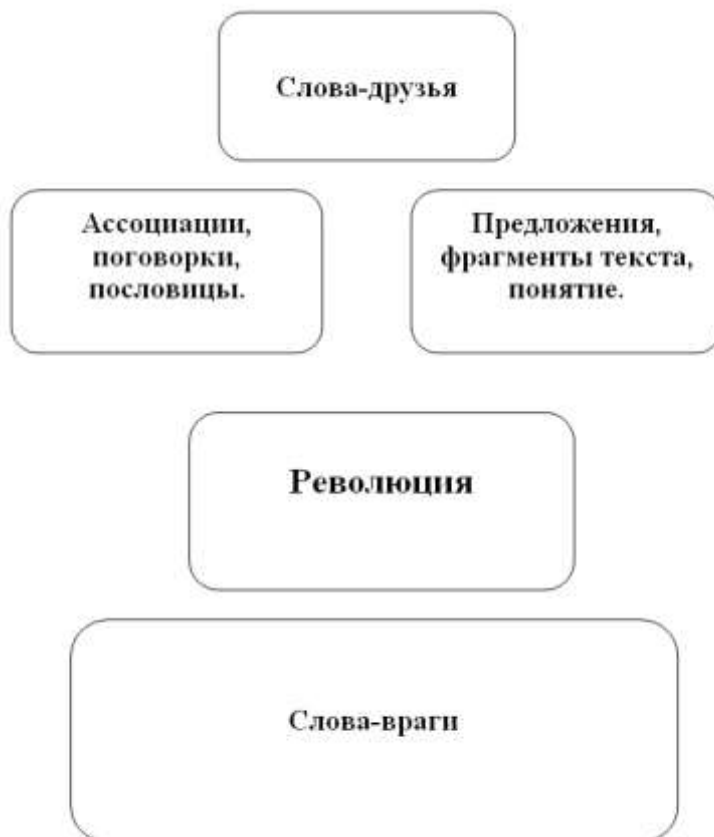 Слова-друзья
Ассоциации,
поговорки,
пословицы.
Предложения,
фрагменты текста,
понятие.
Революция
Слова-враги